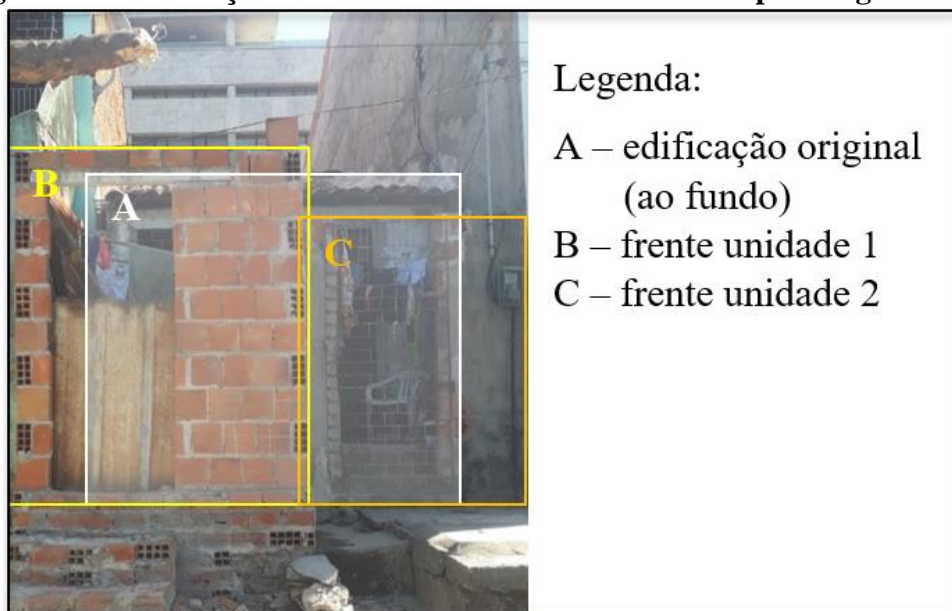 B
A
C
Legenda:
A – edificação original
(ao fundo)
B – frente unidade 1
C – frente unidade 2